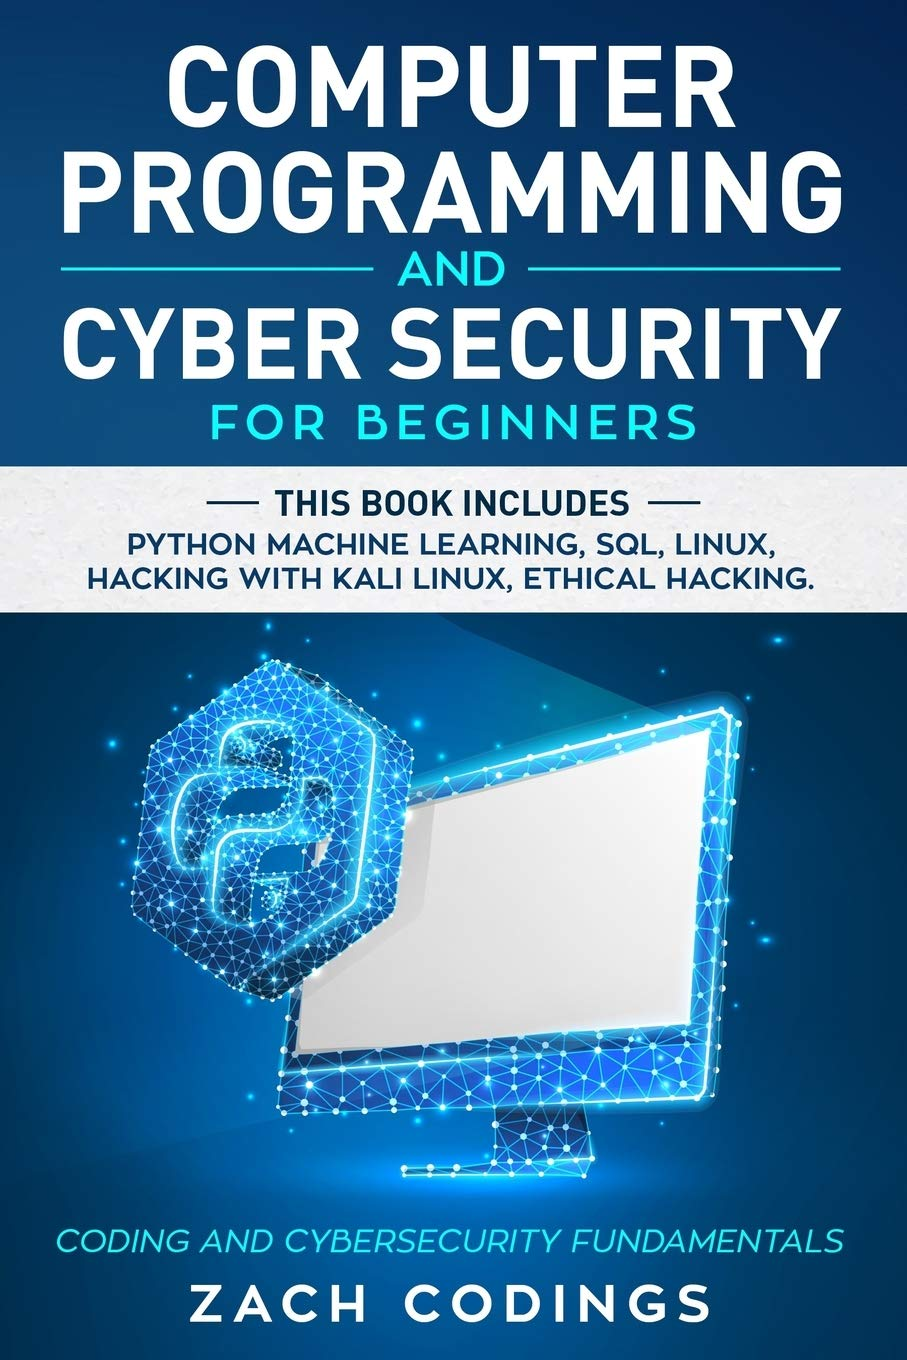 COMPUTER
PROGRAMMING
AND
CYBER SECURITY
FOR BEGINNERS
THIS BOOK INCLUDES
PYTHON MACHINE LEARNING, SQL, LINUX,
HACKING WITH KALI LINUX, ETHICAL HACKING.
CODING AND CYBERSECURITY FUNDAMENTALS
ZACH CODINGS